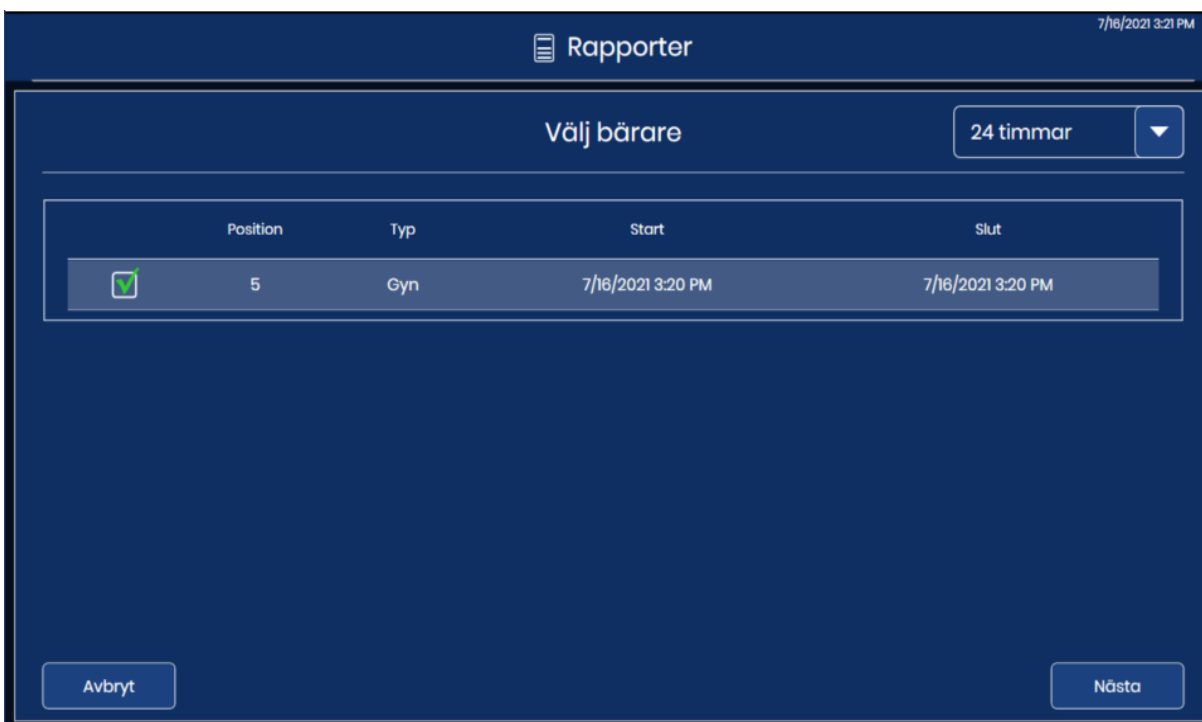 7/16/2021 3:21 PM
Rapporter
Välj bärare
24 timmar
Position Typ Start Slut
5 Gyn 7/16/2021 3:20 PM 7/16/2021 3:20 PM
Avbryt Nästa